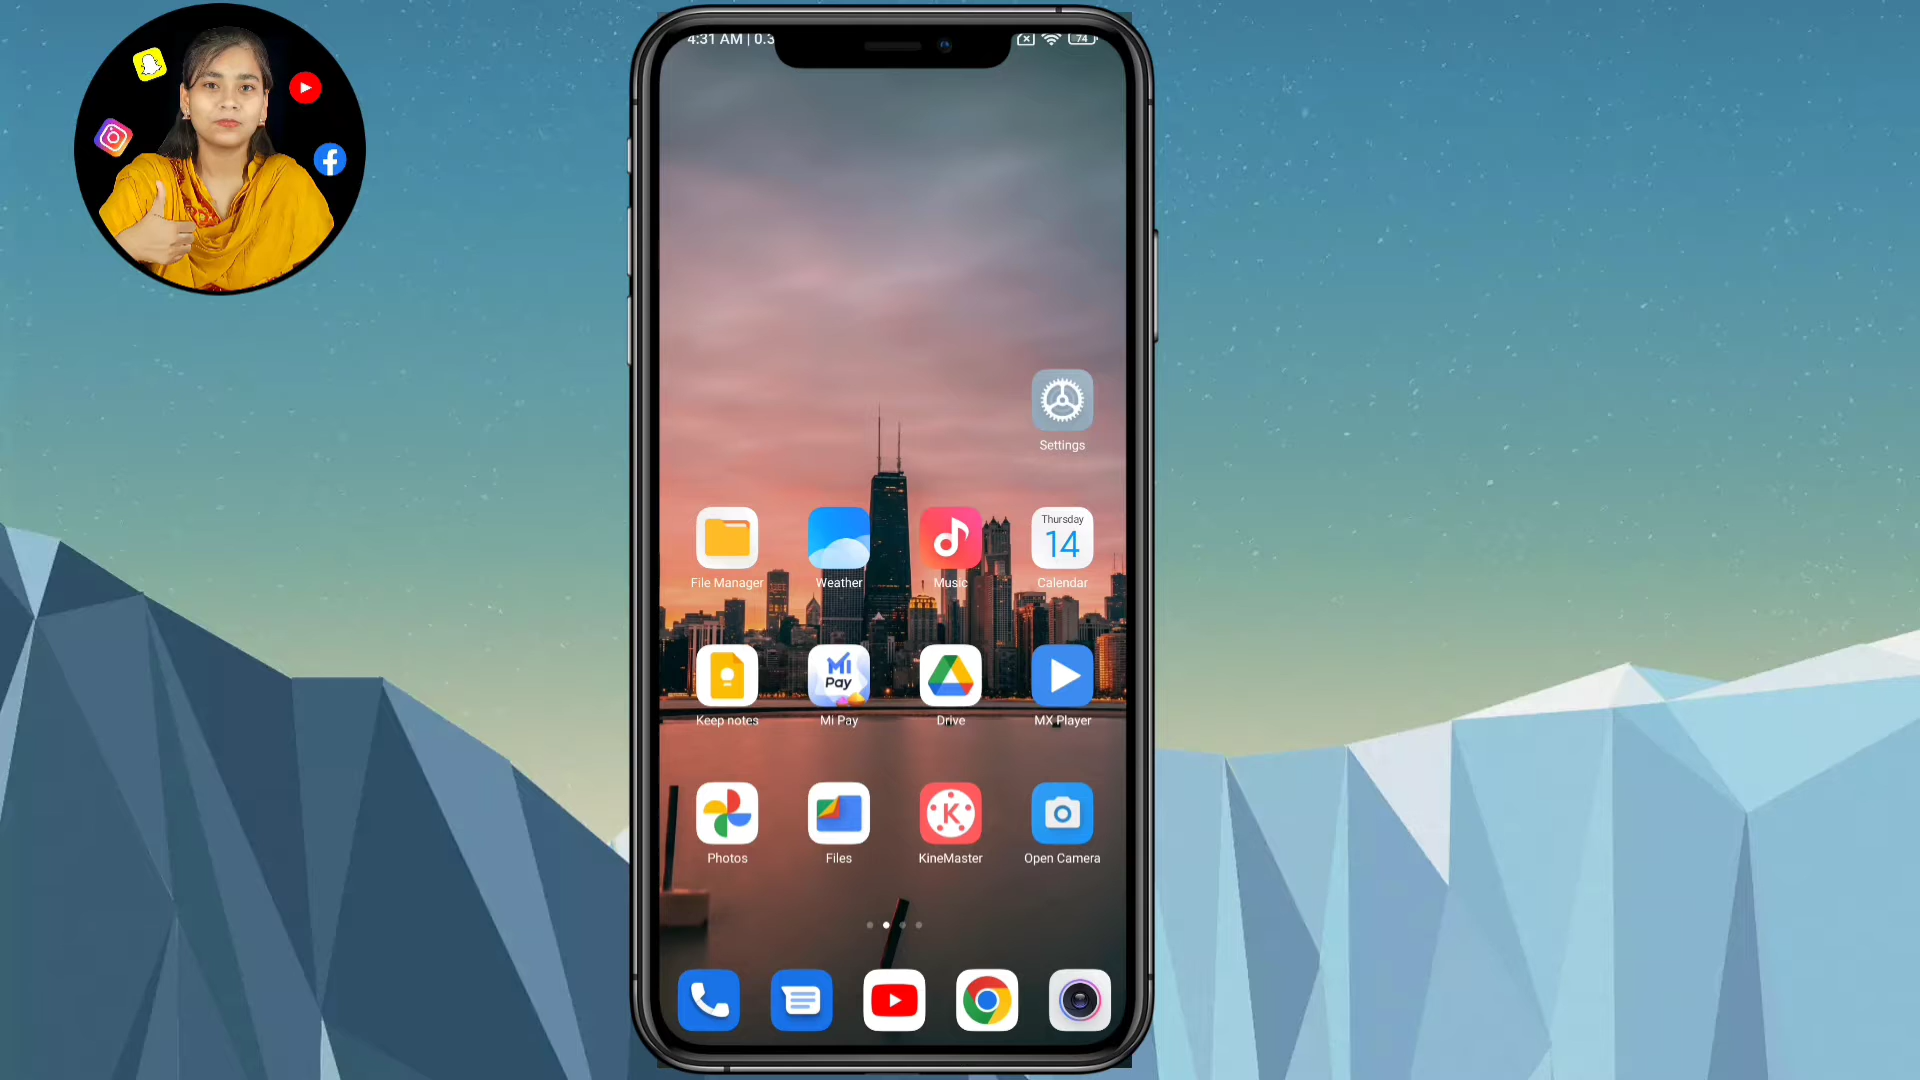 4:31 AM | 0.3
74
Settings
Thursday
14
File Manager
Weather
Music
Calendar
Mi
Pay
Keep notes
Mi Pay
Drive
MX Player
K
Photos
Files
KineMaster
Open Camera